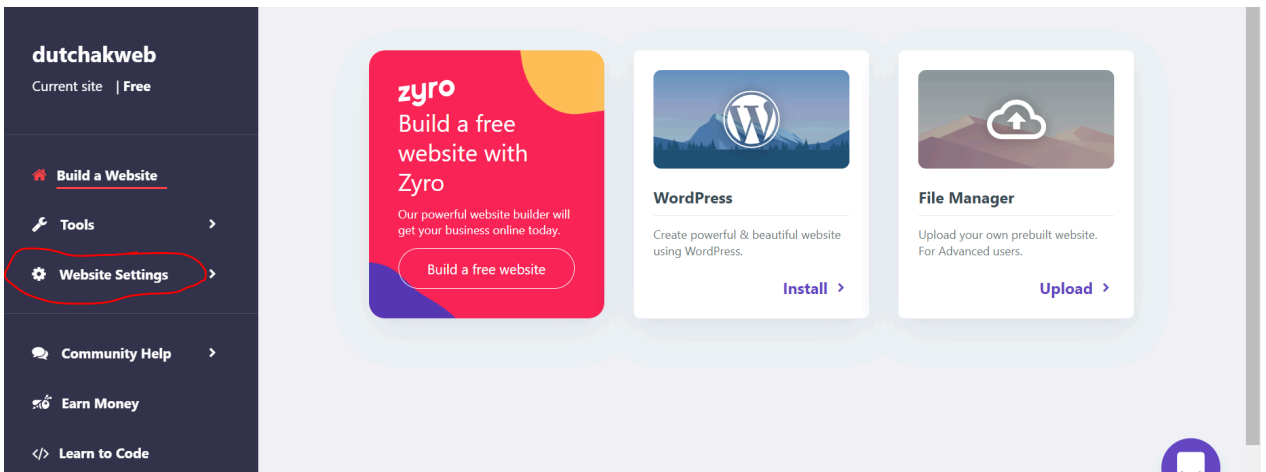 dutchakweb
Current site | Free
Build a Website
Tools
Website Settings
Community Help
Earn Money
</> Learn to Code
zyro
Build a free
website with
Zyro
Our powerful website builder will
get your business online today.
Build a free website
WordPress
Create powerful & beautiful website
using WordPress.
Install
File Manager
Upload your own prebuilt website.
For Advanced users.
Upload